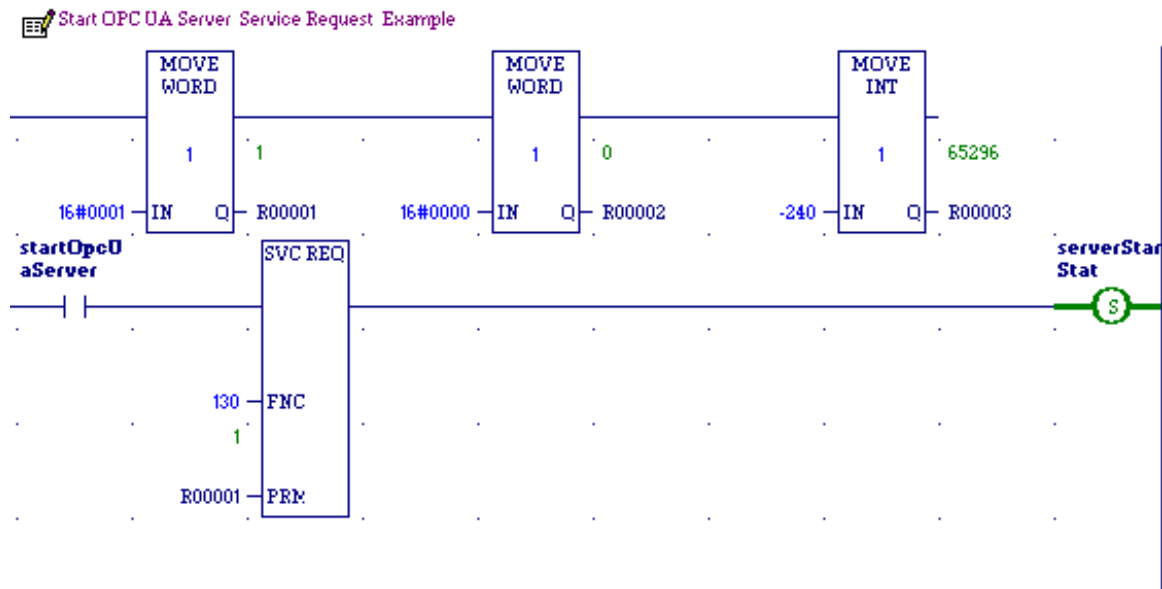 Start OPC UA Server Service Request Example
MOVE WORD
1
1
16#0001 IN Q R00001
MOVE WORD
1
0
16#0000 IN Q R00002
MOVE INT
1
65296
-240 IN Q R00003
startOpcU
aServer
SVC REQ
serverStar
Stat
S
130 FNC
1
R00001 PRM